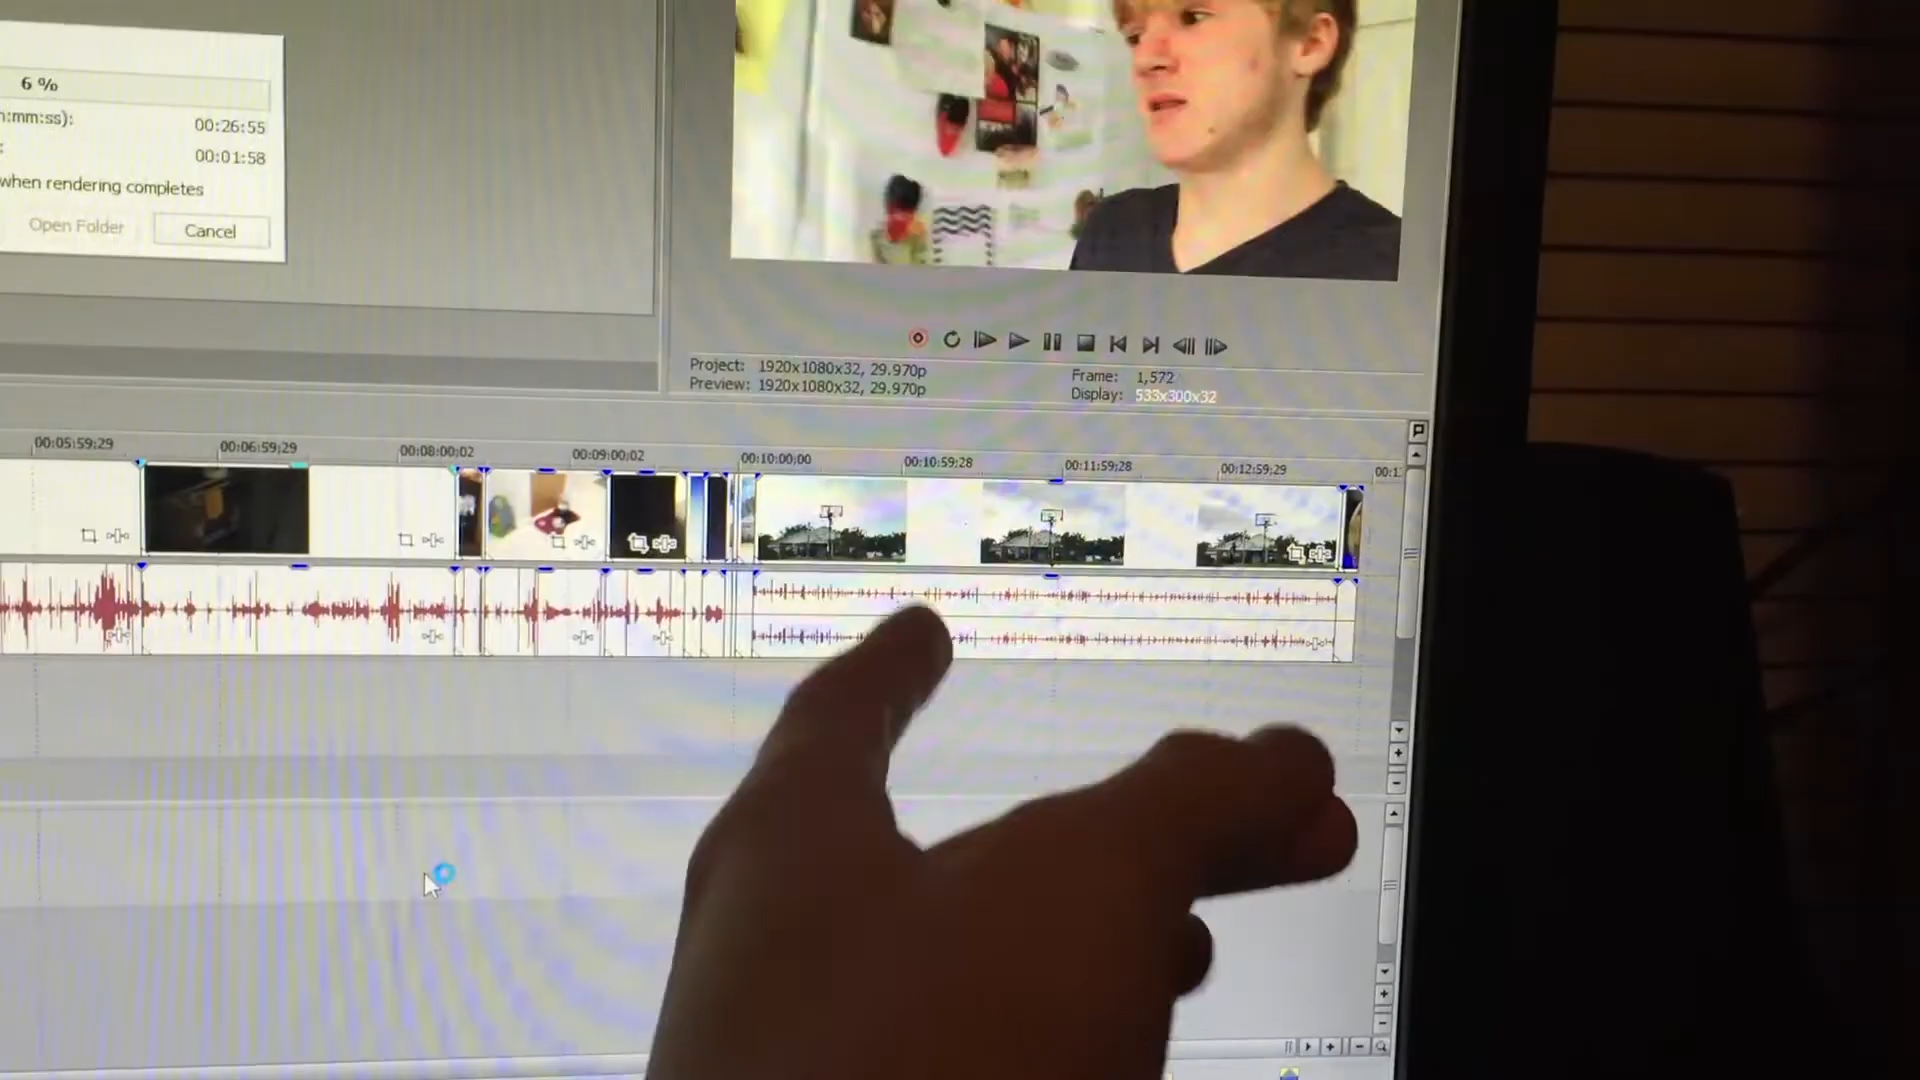 6 %
:mm:ss): 00:26:55
: 00:01:58
when rendering completes
Open Folder Cancel
Project: 1920x1080x32, 29.970p
Preview: 1920x1080x32, 29.970p
Frame: 1,572
Display: 533x300x32
00:05:59;29 00:06:59;29 00:08:00;02 00:09:00;02 00:10:00;00 00:10:59;28 00:11:59;28 00:12:59;29 00:1